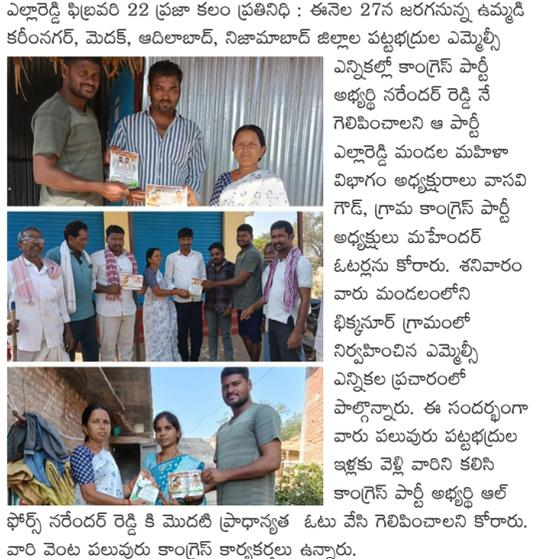 ఎల్లారెడ్డి ఫిబ్రవరి 22 ప్రజా కలం ప్రతినిధి : ఈనెల 27న జరగనున్న ఉమ్మడి
కరీంనగర్, మెదక్, ఆదిలాబాద్, నిజామాబాద్ జిల్లాల పట్టభద్రుల ఎమ్మెల్సీ
ఎన్నికల్లో కాంగ్రెస్ పార్టీ
అభ్యర్థి నరేందర్ రెడ్డి నే
గెలిపించాలని ఆ పార్టీ
ఎల్లారెడ్డి మండల మహిళా
విభాగం అధ్యక్షురాలు వాసవి
గౌడ్, గ్రామ కాంగ్రెస్ పార్టీ
అధ్యక్షులు మహేందర్
ఓటర్లను కోరారు. శనివారం
వారు మండలంలోని
భిక్కనూర్ గ్రామంలో
నిర్వహించిన ఎమ్మెల్సీ
ఎన్నికల ప్రచారంలో
పాల్గొన్నారు. ఈ సందర్భంగా
వారు పలువురు పట్టభద్రుల
ఇళ్లకు వెళ్లి వారిని కలిసి
కాంగ్రెస్ పార్టీ అభ్యర్థి ఆల్
ఫోర్స్ నరేందర్ రెడ్డి కి మొదటి ప్రాధాన్యత ఓటు వేసి గెలిపించాలని కోరారు.
వారి వెంట పలువురు కాంగ్రెస్ కార్యకర్తలు ఉన్నారు.